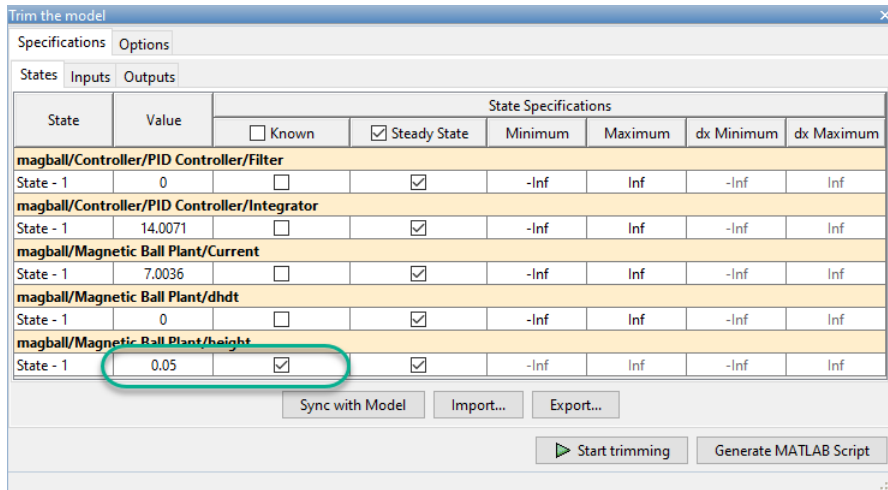 Trim the model
Specifications Options
States Inputs Outputs
State Value State Specifications
Known Steady State Minimum Maximum dx Minimum dx Maximum
magball/Controller/PID Controller/Filter
State - 1 0 -Inf Inf -Inf Inf
magball/Controller/PID Controller/Integrator
State - 1 14.0071 -Inf Inf -Inf Inf
magball/Magnetic Ball Plant/Current
State - 1 7.0036 -Inf Inf -Inf Inf
magball/Magnetic Ball Plant/dhdt
State - 1 0 -Inf Inf -Inf Inf
magball/Magnetic Ball Plant/height
State - 1 0.05 -Inf Inf -Inf Inf
Sync with Model Import... Export...
Start trimming Generate MATLAB Script